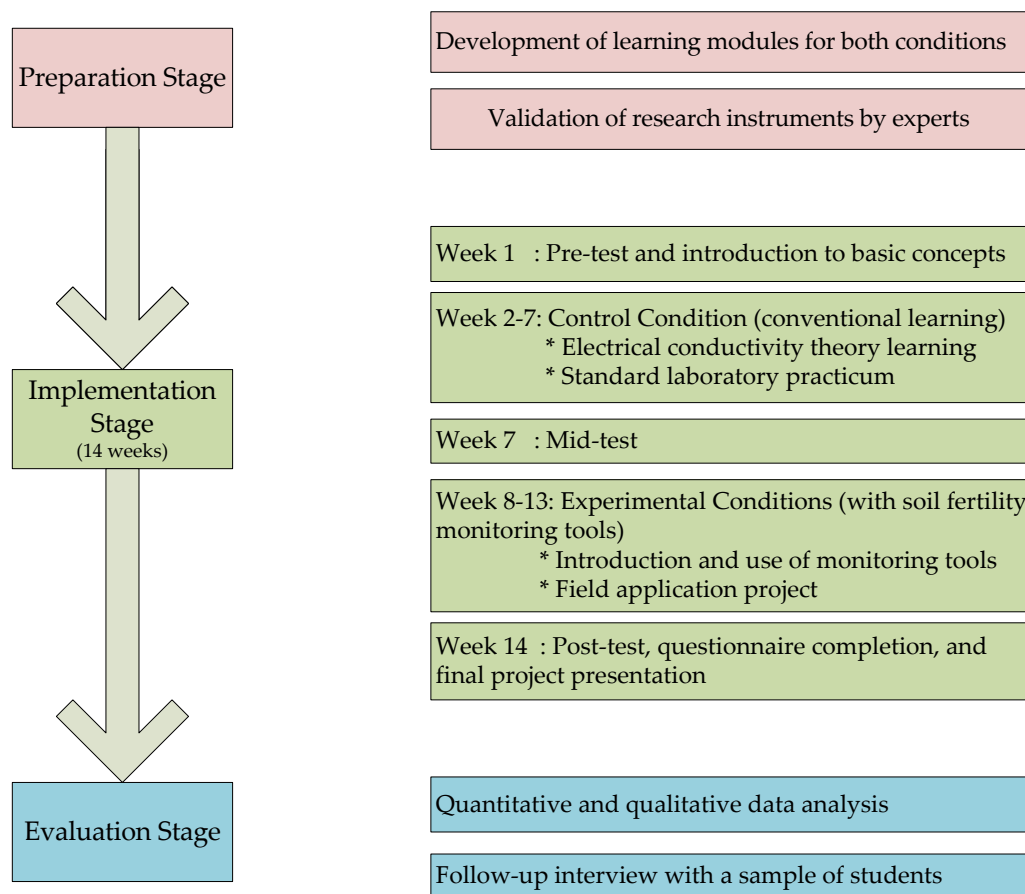 Preparation Stage
Development of learning modules for both conditions
Validation of research instruments by experts
Implementation
Stage
(14 weeks)
Week 1 : Pre-test and introduction to basic concepts
Week 2-7: Control Condition (conventional learning)
* Electrical conductivity theory learning
* Standard laboratory practicum
Week 7 : Mid-test
Week 8-13: Experimental Conditions (with soil fertility
monitoring tools)
* Introduction and use of monitoring tools
* Field application project
Week 14 : Post-test, questionnaire completion, and
final project presentation
Evaluation Stage
Quantitative and qualitative data analysis
Follow-up interview with a sample of students